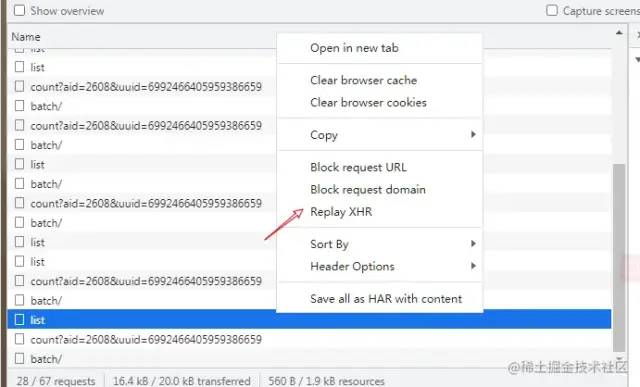 Show overview
Capture screens
Name
list
list
count?aid=2608&uuid=6992466405959386659
batch/
count?aid=2608&uuid=6992466405959386659
batch/
list
batch/
count?aid=2608&uuid=6992466405959386659
batch/
list
list
count?aid=2608&uuid=6992466405959386659
batch/
list
count?aid=2608&uuid=6992466405959386659
batch/
Open in new tab
Clear browser cache
Clear browser cookies
Copy
Block request URL
Block request domain
Replay XHR
Sort By
Header Options
Save all as HAR with content
28 / 67 requests
16.4 kB / 20.0 kB transferred
560 B / 1.9 kB resources
@稀土掘金技术社区